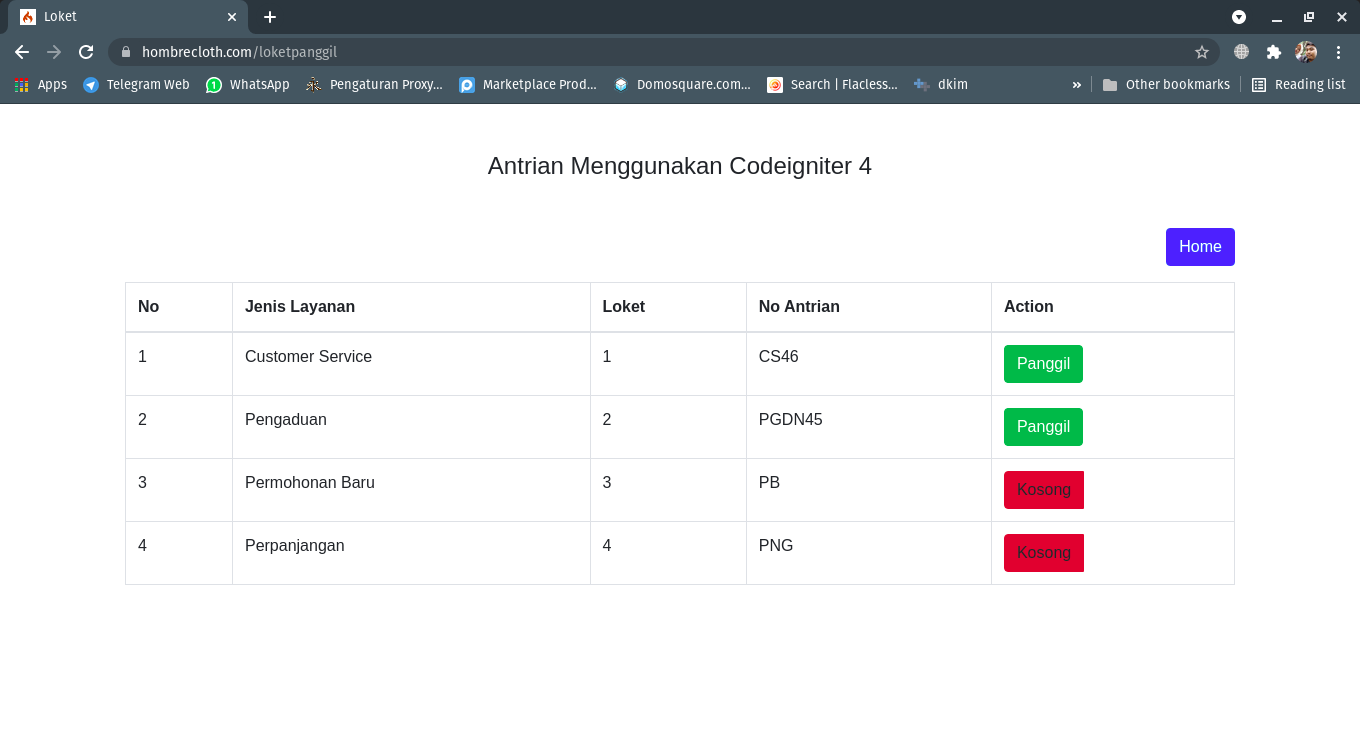 Loket
hombrecloth.com/loketpanggil
Apps Telegram Web WhatsApp Pengaturan Proxy... Marketplace Prod... Domosquare.com... Search | Flacless... dkim » Other bookmarks Reading list
Antrian Menggunakan Codeigniter 4
Home
No Jenis Layanan Loket No Antrian Action
1 Customer Service 1 CS46 Panggil
2 Pengaduan 2 PGDN45 Panggil
3 Permohonan Baru 3 PB Kosong
4 Perpanjangan 4 PNG Kosong